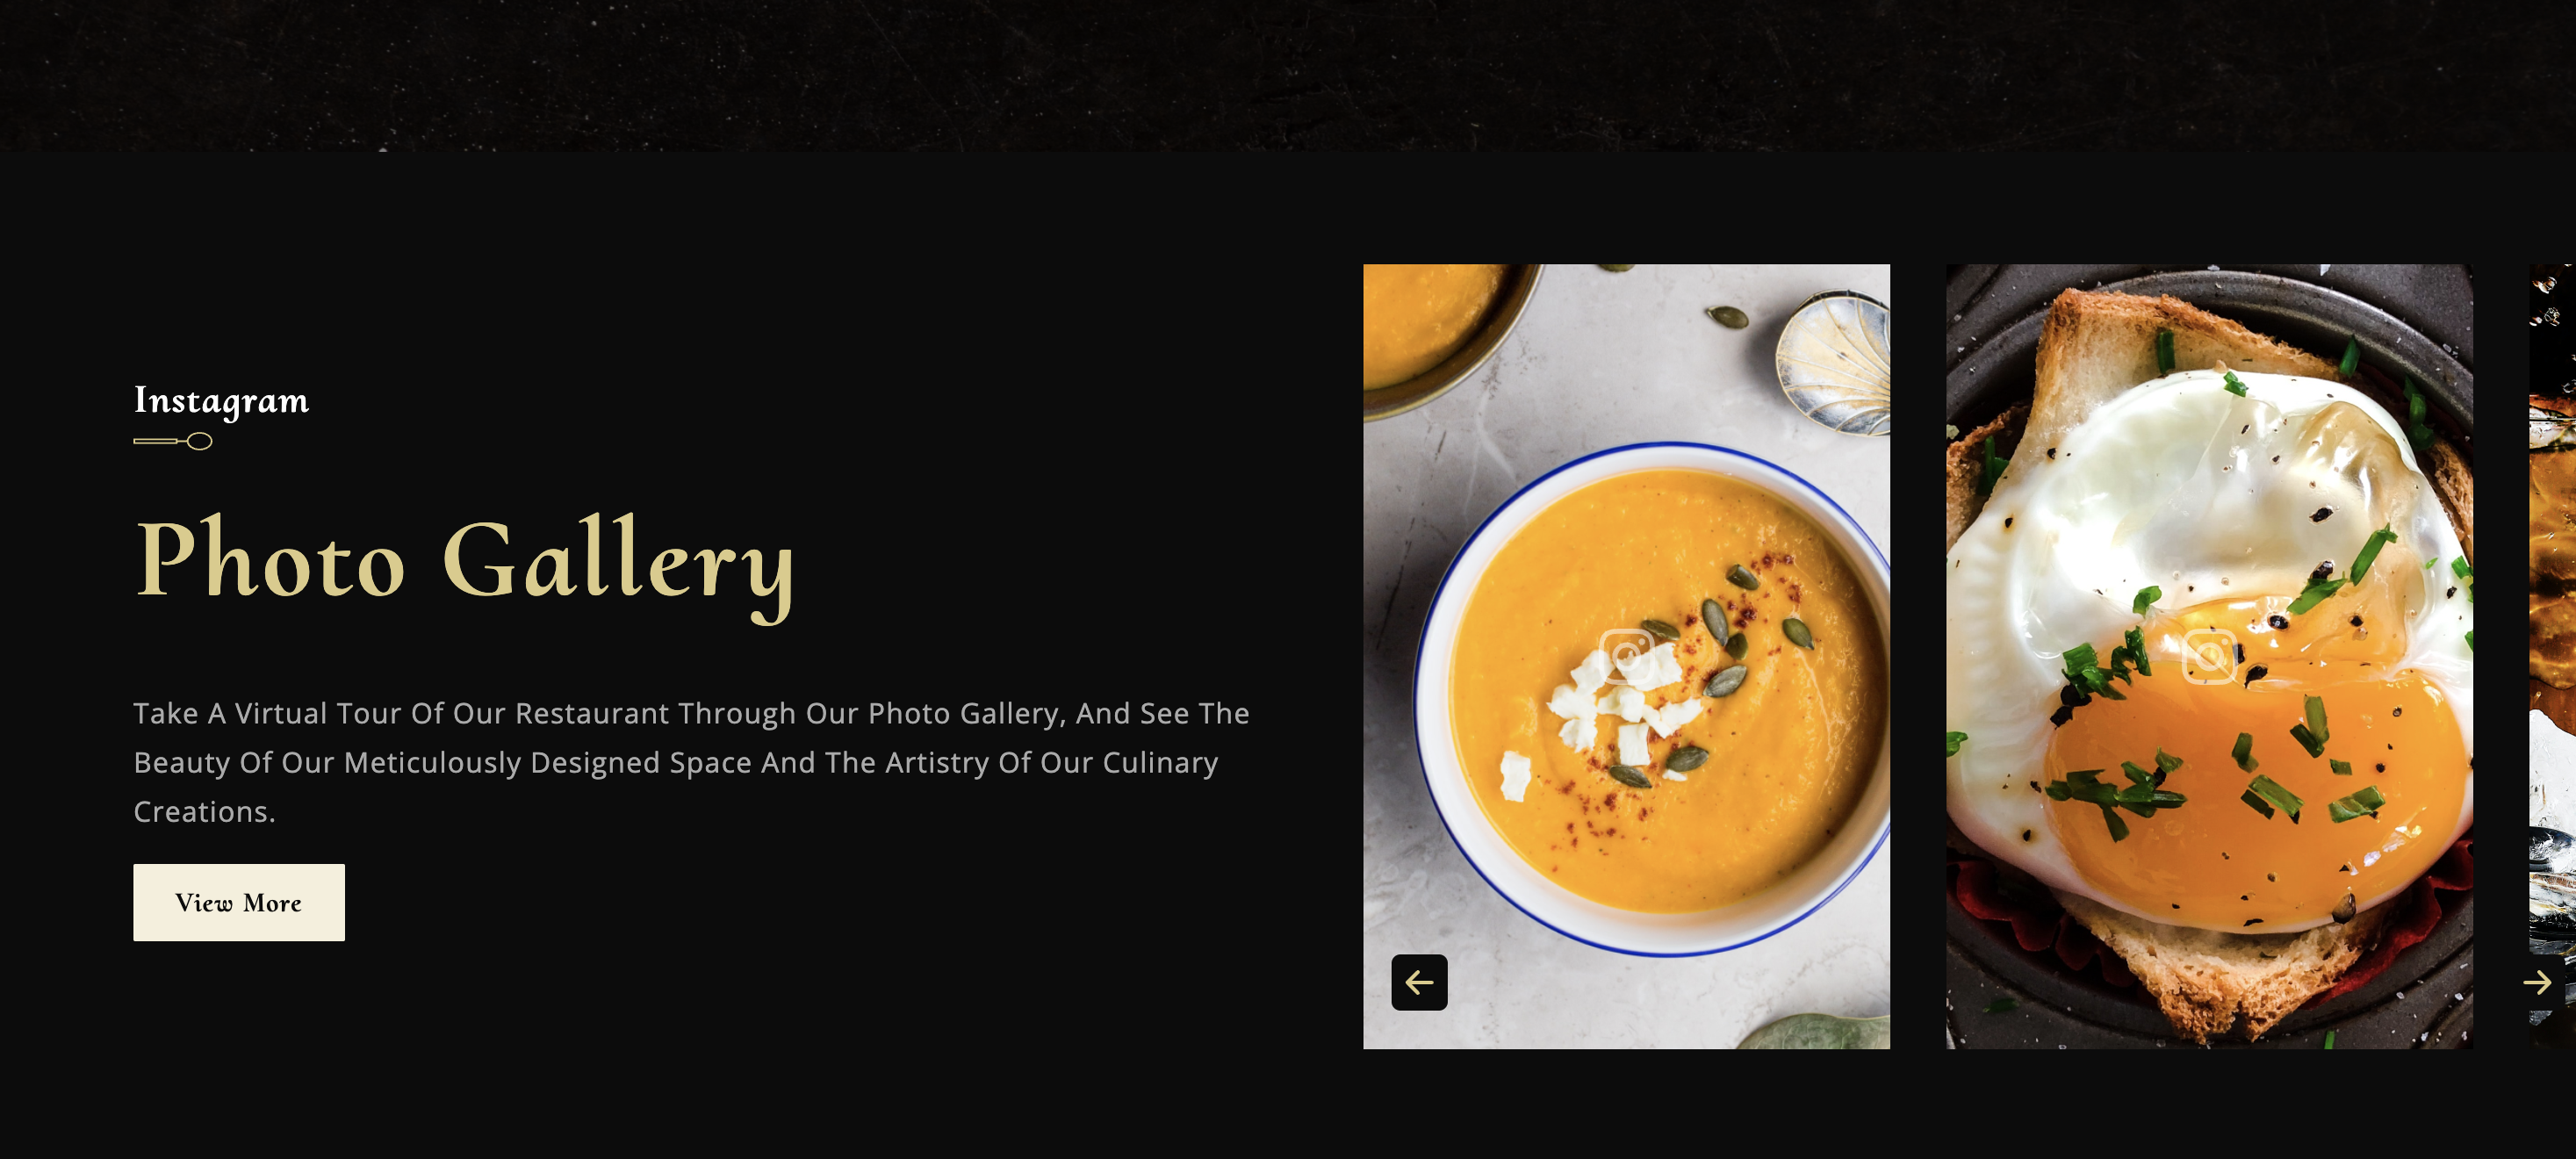 Instagram
Photo Gallery
Take A Virtual Tour Of Our Restaurant Through Our Photo Gallery, And See The
Beauty Of Our Meticulously Designed Space And The Artistry Of Our Culinary
Creations.
View More